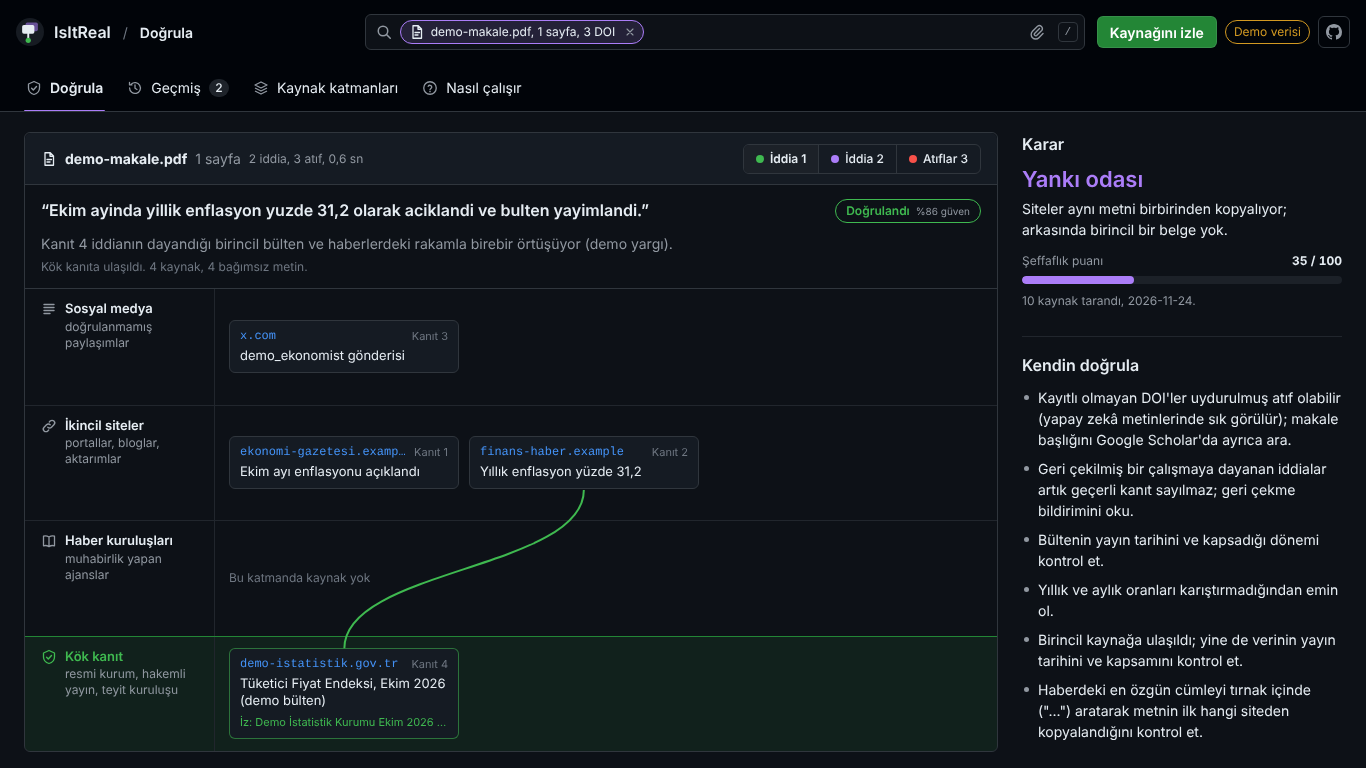 IsItReal / Doğrula
demo-makale.pdf, 1 sayfa, 3 DOI ×
/
Kaynağını izle
Demo verisi
Doğrula
Geçmiş 2
Kaynak katmanları
Nasıl çalışır
demo-makale.pdf 1 sayfa 2 iddia, 3 atıf, 0,6 sn
İddia 1
İddia 2
Atıflar 3
“Ekim ayinda yillik enflasyon yuzde 31,2 olarak aciklandi ve bulten yayimlandi.”
Doğrulandı %86 güven
Kanıt 4 iddianın dayandığı birincil bülten ve haberlerdeki rakamla birebir örtüşüyor (demo yargı).
Kök kanıta ulaşıldı. 4 kaynak, 4 bağımsız metin.
Sosyal medya
doğrulanmamış
paylaşımlar
x.com Kanıt 3
demo_ekonomist gönderisi
İkincil siteler
portallar, bloglar,
aktarımlar
ekonomi-gazetesi.examp… Kanıt 1
Ekim ayı enflasyonu açıklandı
finans-haber.example Kanıt 2
Yıllık enflasyon yüzde 31,2
Haber kuruluşları
muhabirlik yapan
ajanslar
Bu katmanda kaynak yok
Kök kanıt
resmi kurum, hakemli
yayın, teyit kuruluşu
demo-istatistik.gov.tr Kanıt 4
Tüketici Fiyat Endeksi, Ekim 2026
(demo bülten)
İz: Demo İstatistik Kurumu Ekim 2026 …
Karar
Yankı odası
Siteler aynı metni birbirinden kopyalıyor;
arkasında birincil bir belge yok.
Şeffaflık puanı 35 / 100
10 kaynak tarandı, 2026-11-24.
Kendin doğrula
Kayıtlı olmayan DOI'ler uydurulmuş atıf olabilir
(yapay zekâ metinlerinde sık görülür); makale
başlığını Google Scholar'da ayrıca ara.
Geri çekilmiş bir çalışmaya dayanan iddialar
artık geçerli kanıt sayılmaz; geri çekme
bildirimini oku.
Bültenin yayın tarihini ve kapsadığı dönemi
kontrol et.
Yıllık ve aylık oranları karıştırmadığından emin
ol.
Birincil kaynağa ulaşıldı; yine de verinin yayın
tarihini ve kapsamını kontrol et.
Haberdeki en özgün cümleyi tırnak içinde
("...") aratarak metnin ilk hangi siteden
kopyalandığını kontrol et.